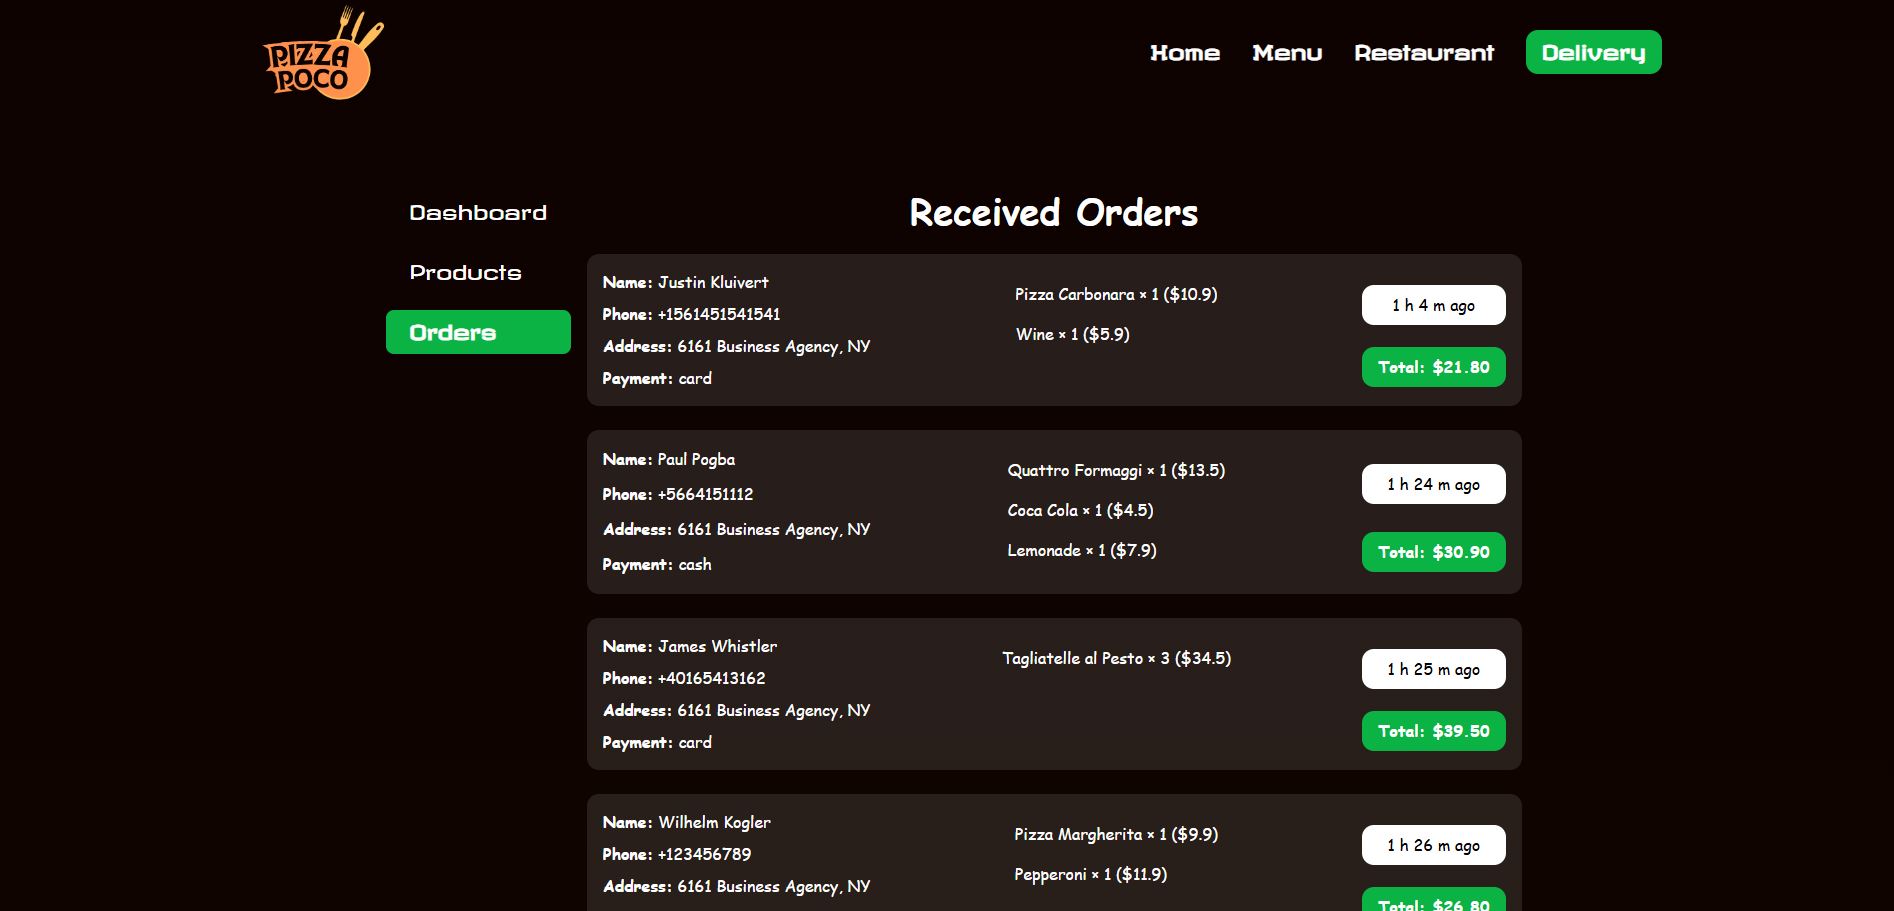 PIZZA
POCO
Home Menu Restaurant Delivery
Dashboard
Products
Orders
Received Orders
Name: Justin Kluivert
Phone: +1561451541541
Address: 6161 Business Agency, NY
Payment: card
Pizza Carbonara × 1 ($10.9)
Wine × 1 ($5.9)
1 h 4 m ago
Total: $21.80
Name: Paul Pogba
Phone: +5664151112
Address: 6161 Business Agency, NY
Payment: cash
Quattro Formaggi × 1 ($13.5)
Coca Cola × 1 ($4.5)
Lemonade × 1 ($7.9)
1 h 24 m ago
Total: $30.90
Name: James Whistler
Phone: +40165413162
Address: 6161 Business Agency, NY
Payment: card
Tagliatelle al Pesto × 3 ($34.5)
1 h 25 m ago
Total: $39.50
Name: Wilhelm Kogler
Phone: +123456789
Address: 6161 Business Agency, NY
Pizza Margherita × 1 ($9.9)
Pepperoni × 1 ($11.9)
1 h 26 m ago
Total: $26.80